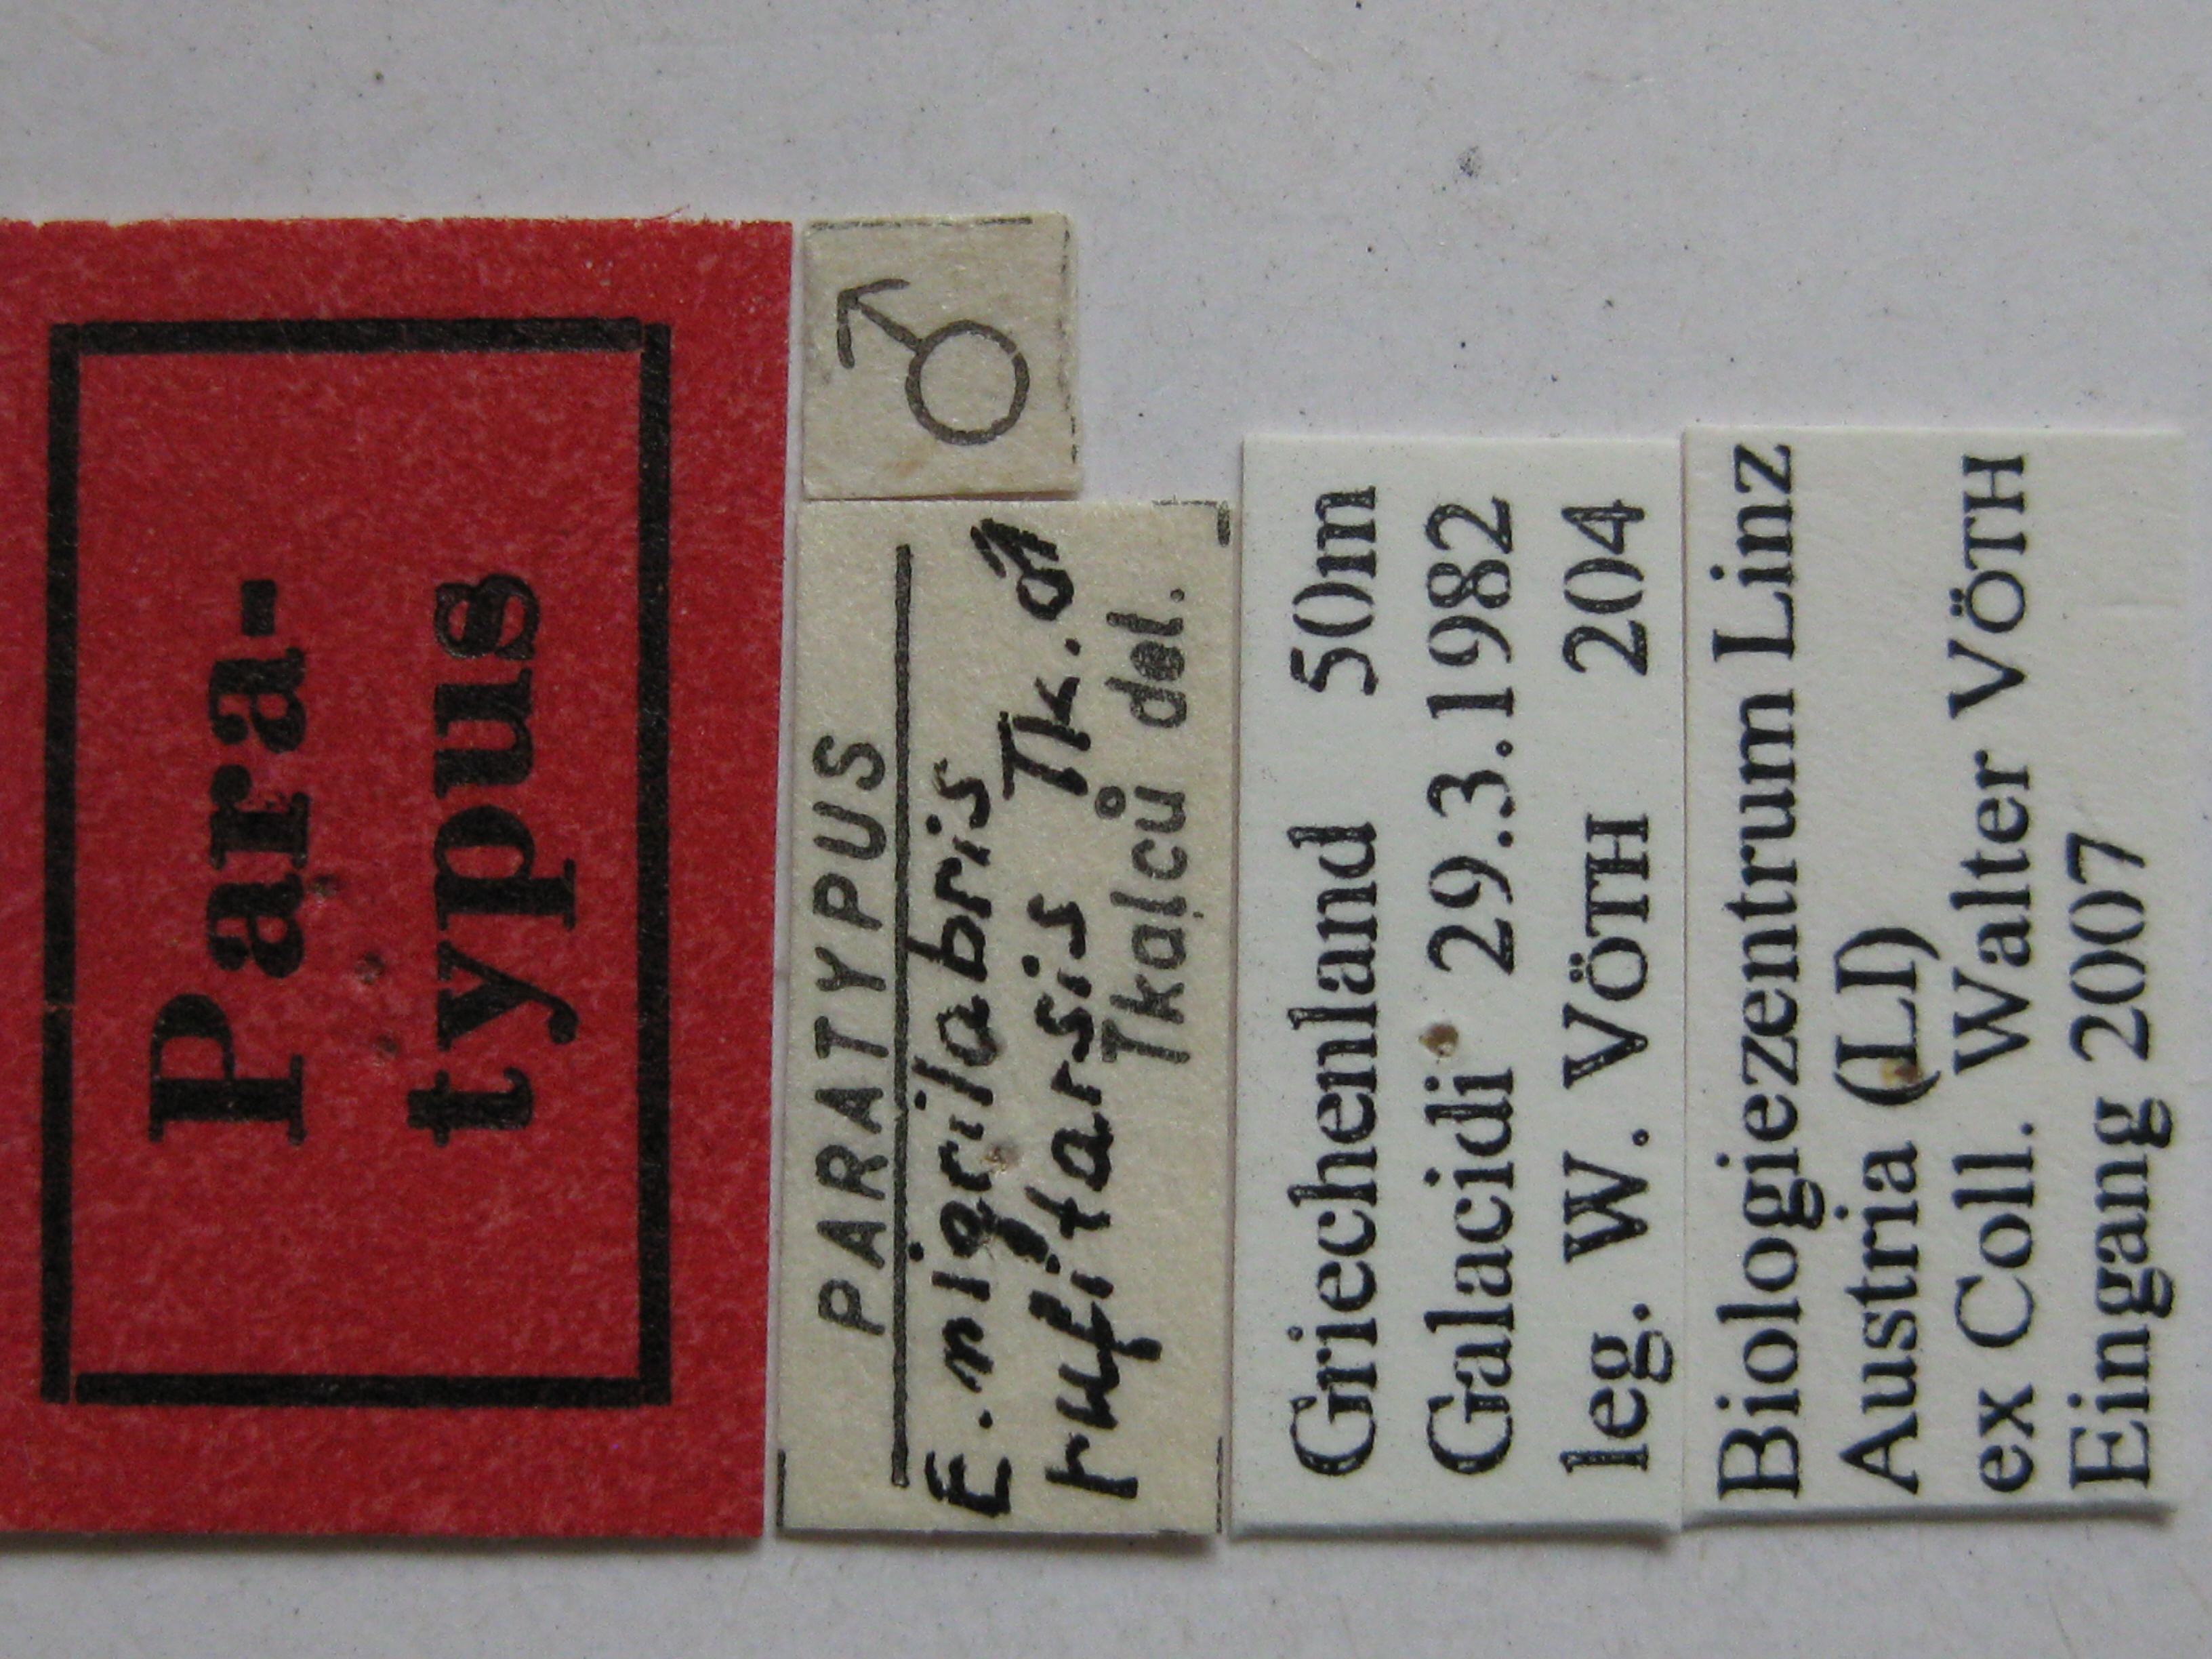 Para-
typus
♂
PARATYPUS
E. nigrilabris
rufitarsis Tk. ♂
Tkalců det.
Griechenland 50m
Galacidi 29.3.1982
leg. W. VÖTH 204
Biologiezentrum Linz
Austria (LI)
ex Coll. Walter VÖTH
Eingang 2007